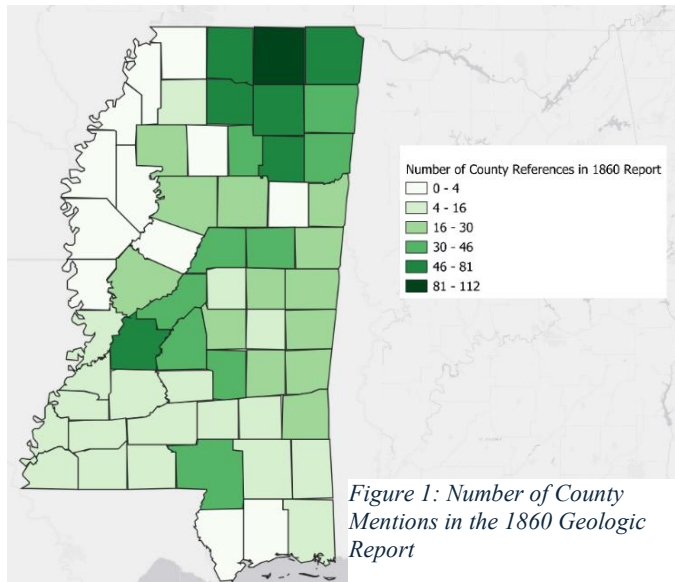 Number of County References in 1860 Report
0 - 4
4 - 16
16 - 30
30 - 46
46 - 81
81 - 112
Figure 1: Number of County
Mentions in the 1860 Geologic
Report